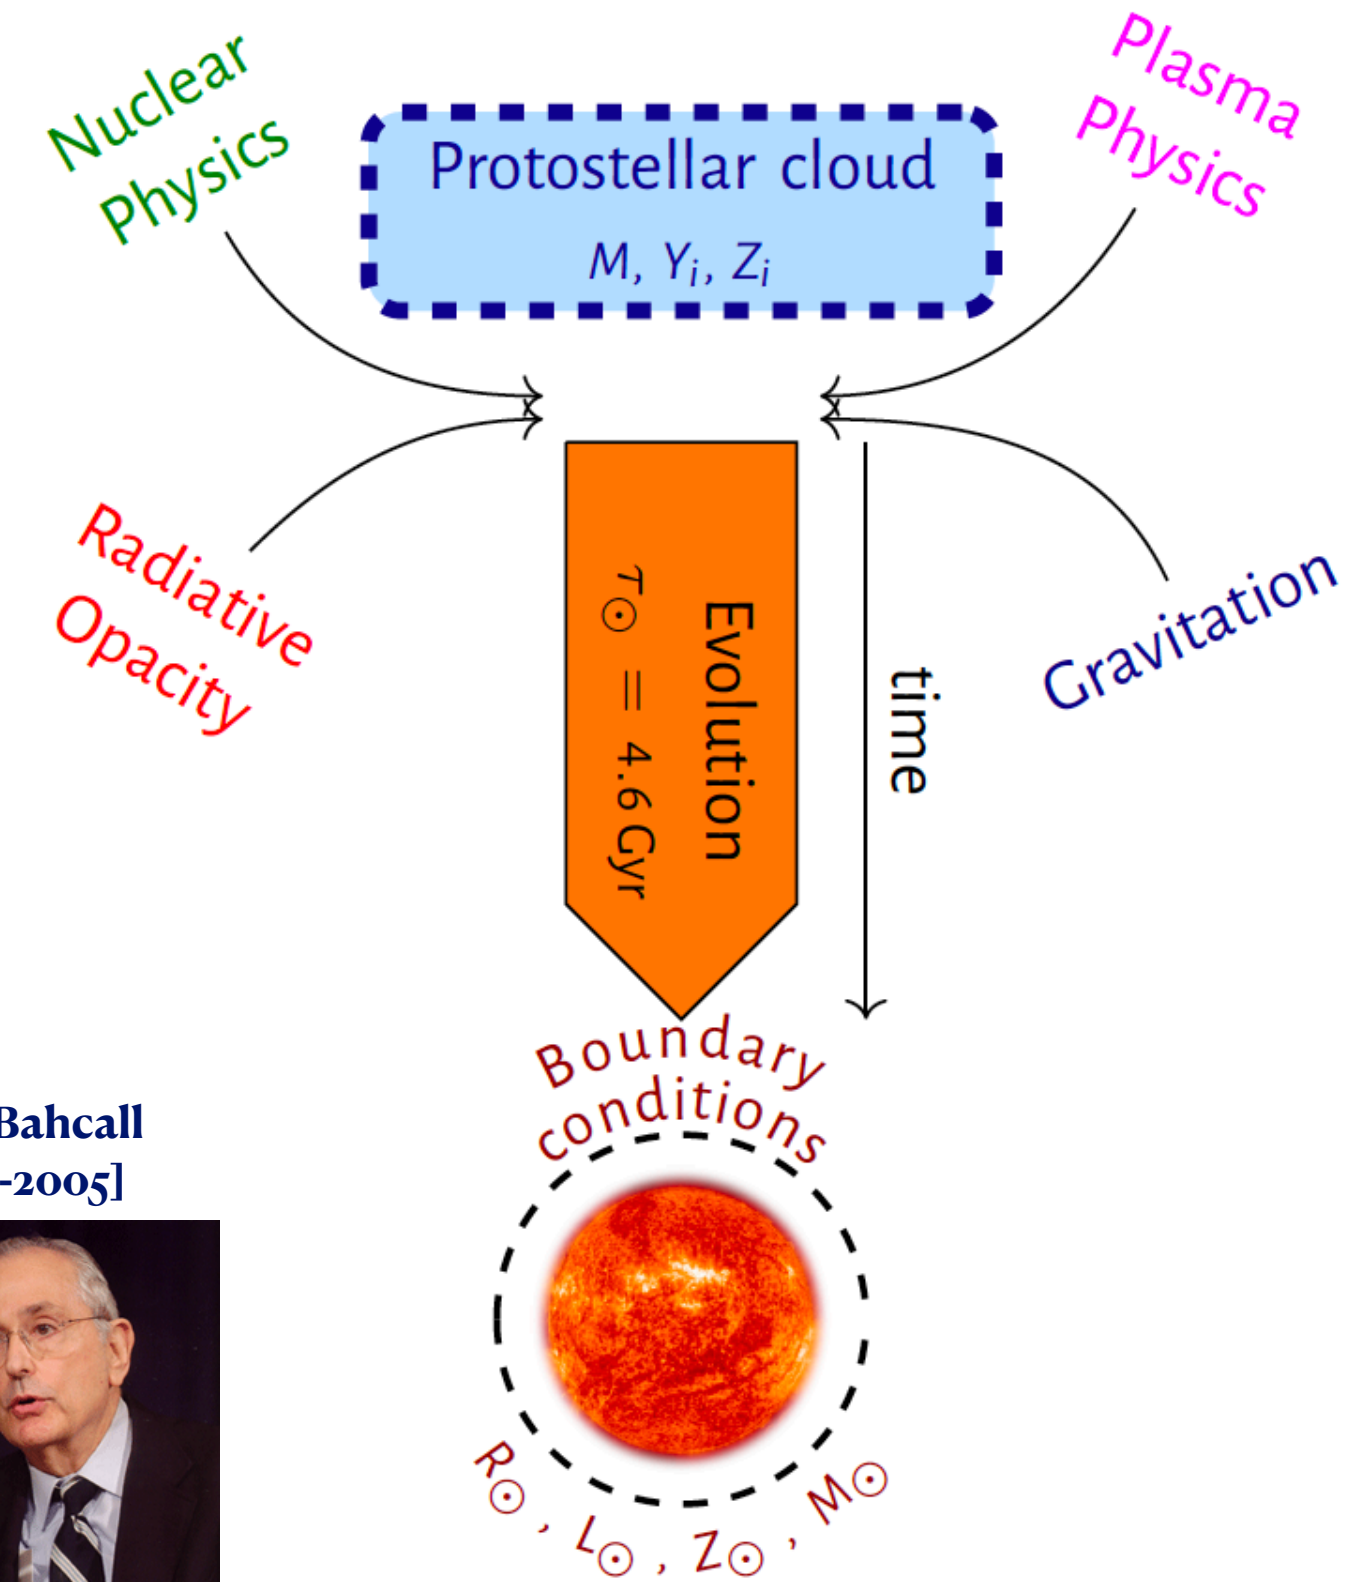 Nuclear
Physics
Plasma
Physics
Protostellar cloud
M, Yᵢ, Zᵢ
Radiative
Opacity
Gravitation
Evolution
τ⊙ = 4.6 Gyr
time
Boundary
conditions
R⊙, L⊙, Z⊙, M⊙
Bahcall
-2005]